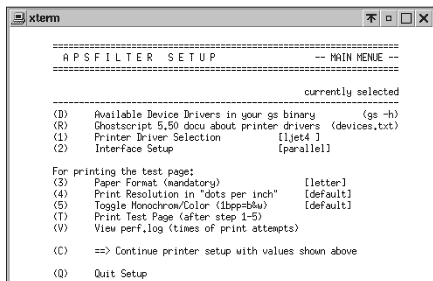 xterm
================================================================
A P S F I L T E R   S E T U P                -- MAIN MENUE --
================================================================
currently selected
----------------------------------------------------------------
(D)     Available Device Drivers in your gs binary       (gs -h)
(R)     Ghostscript 5.50 docu about printer drivers  (devices.txt)
(1)     Printer Driver Selection        [ljet4 ]
(2)     Interface Setup                 [parallel]
For printing the test page:
(3)     Paper Format (mandatory)              [letter]
(4)     Print Resolution in "dots per inch"   [default]
(5)     Toggle Monochrom/Color (1bpp=b&w)     [default]
(T)     Print Test Page (after step 1-5)
(V)     View perf.log (times of print attempts)
(C)     ==> Continue printer setup with values shown above
(Q)     Quit Setup